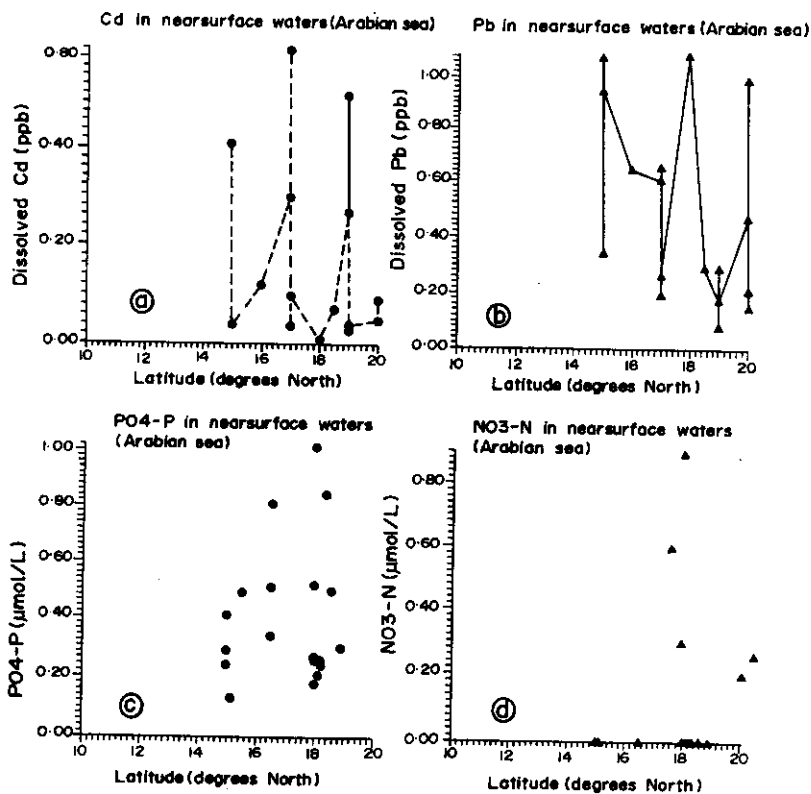 Cd in nearsurface waters (Arabian sea)
0·80
0·40
0·20
0·00
Dissolved Cd (ppb)
ⓐ
10 12 14 16 18 20
Latitude (degrees North)
Pb in nearsurface waters (Arabian sea)
1·00
0·80
0·60
0·40
0·20
0·00
Dissolved Pb (ppb)
ⓑ
10 12 14 16 18 20
Latitude (degrees North)
PO4-P in nearsurface waters
(Arabian sea)
1·00
0·80
0·60
0·40
0·20
0·00
PO4-P (μmol/L)
ⓒ
10 12 14 16 18 20
Latitude (degrees North)
NO3-N in nearsurface waters
(Arabian sea)
0·80
0·60
0·40
0·20
0·00
NO3-N (μmol/L)
ⓓ
10 12 14 16 18 20
Latitude (degrees North)